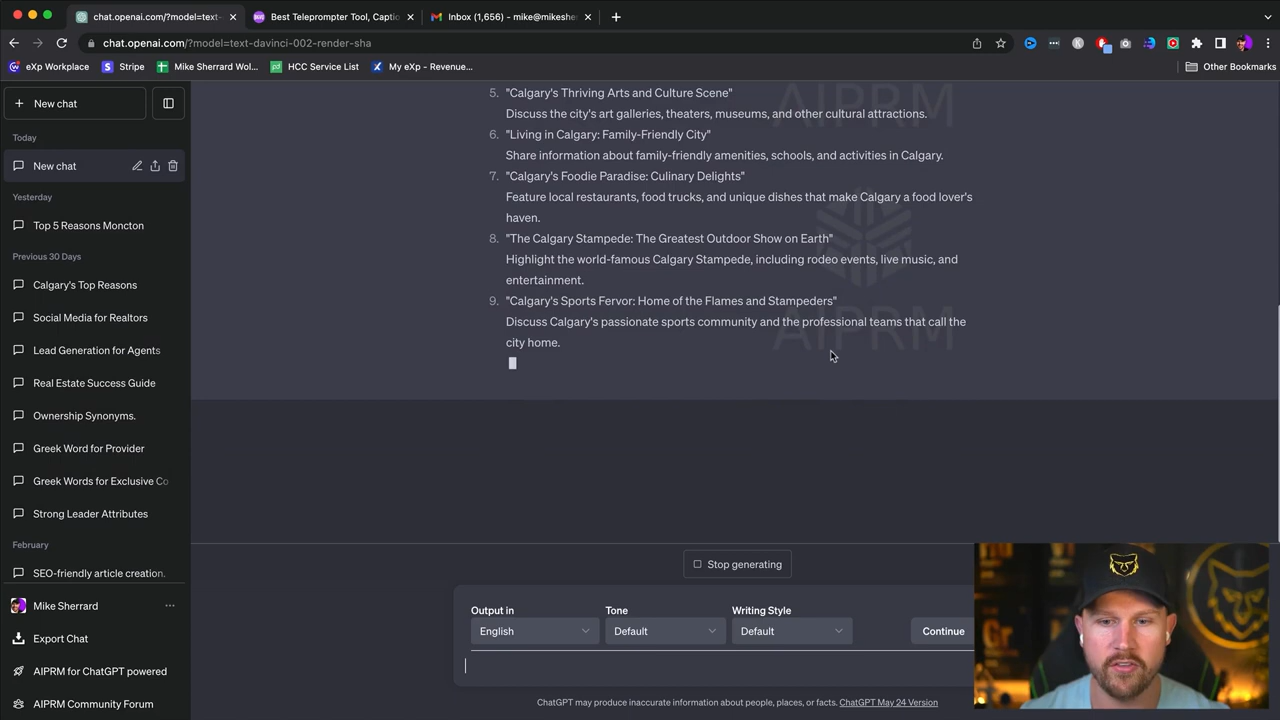 chat.openai.com/?model=text-
Best Teleprompter Tool, Captio
Inbox (1,656) – mike@mikeshe
chat.openai.com/?model=text-davinci-002-render-sha
eXp Workplace
Stripe
Mike Sherrard Wol...
HCC Service List
My eXp - Revenue...
Other Bookmarks
New chat
Today
New chat
Yesterday
Top 5 Reasons Moncton
Previous 30 Days
Calgary's Top Reasons
Social Media for Realtors
Lead Generation for Agents
Real Estate Success Guide
Ownership Synonyms.
Greek Word for Provider
Greek Words for Exclusive Co
Strong Leader Attributes
February
SEO-friendly article creation.
Mike Sherrard
Export Chat
AIPRM for ChatGPT powered
AIPRM Community Forum
5. "Calgary's Thriving Arts and Culture Scene"
Discuss the city's art galleries, theaters, museums, and other cultural attractions.
6. "Living in Calgary: Family-Friendly City"
Share information about family-friendly amenities, schools, and activities in Calgary.
7. "Calgary's Foodie Paradise: Culinary Delights"
Feature local restaurants, food trucks, and unique dishes that make Calgary a food lover's
haven.
8. "The Calgary Stampede: The Greatest Outdoor Show on Earth"
Highlight the world-famous Calgary Stampede, including rodeo events, live music, and
entertainment.
9. "Calgary's Sports Fervor: Home of the Flames and Stampeders"
Discuss Calgary's passionate sports community and the professional teams that call the
city home.
AIPRM
AIPRM
Stop generating
Output in
Tone
Writing Style
English
Default
Default
Continue
ChatGPT may produce inaccurate information about people, places, or facts. ChatGPT May 24 Version